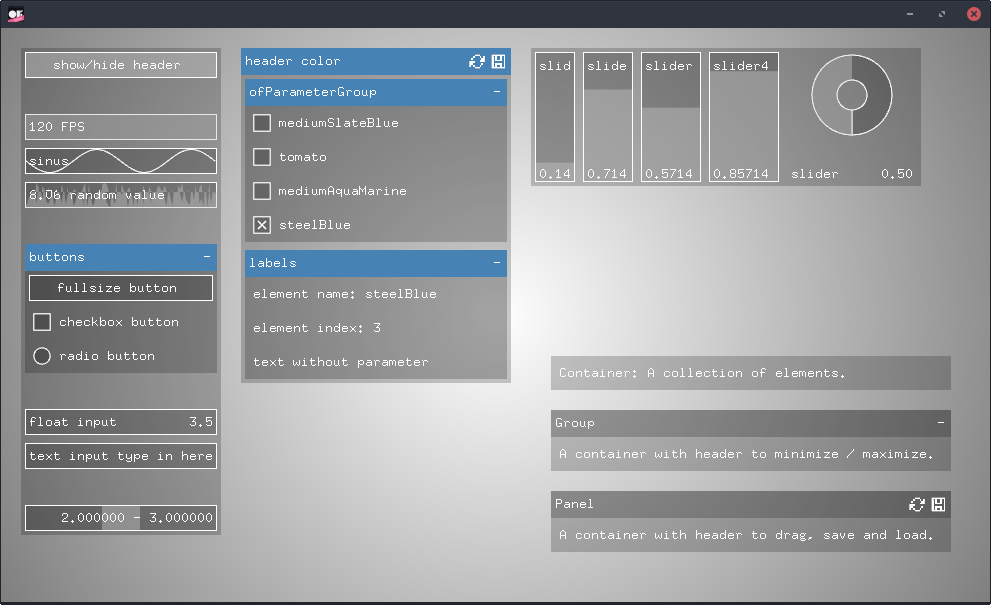 OF
show/hide header
120 FPS
sinus
8.06 random value
buttons -
fullsize button
checkbox button
radio button
float input 3.5
text input type in here
2.000000 - 3.000000
header color
ofParameterGroup -
mediumSlateBlue
tomato
mediumAquaMarine
steelBlue
labels -
element name: steelBlue
element index: 3
text without parameter
slid slide slider slider4
0.14 0.714 0.5714 0.85714 slider 0.50
Container: A collection of elements.
Group -
A container with header to minimize / maximize.
Panel
A container with header to drag, save and load.